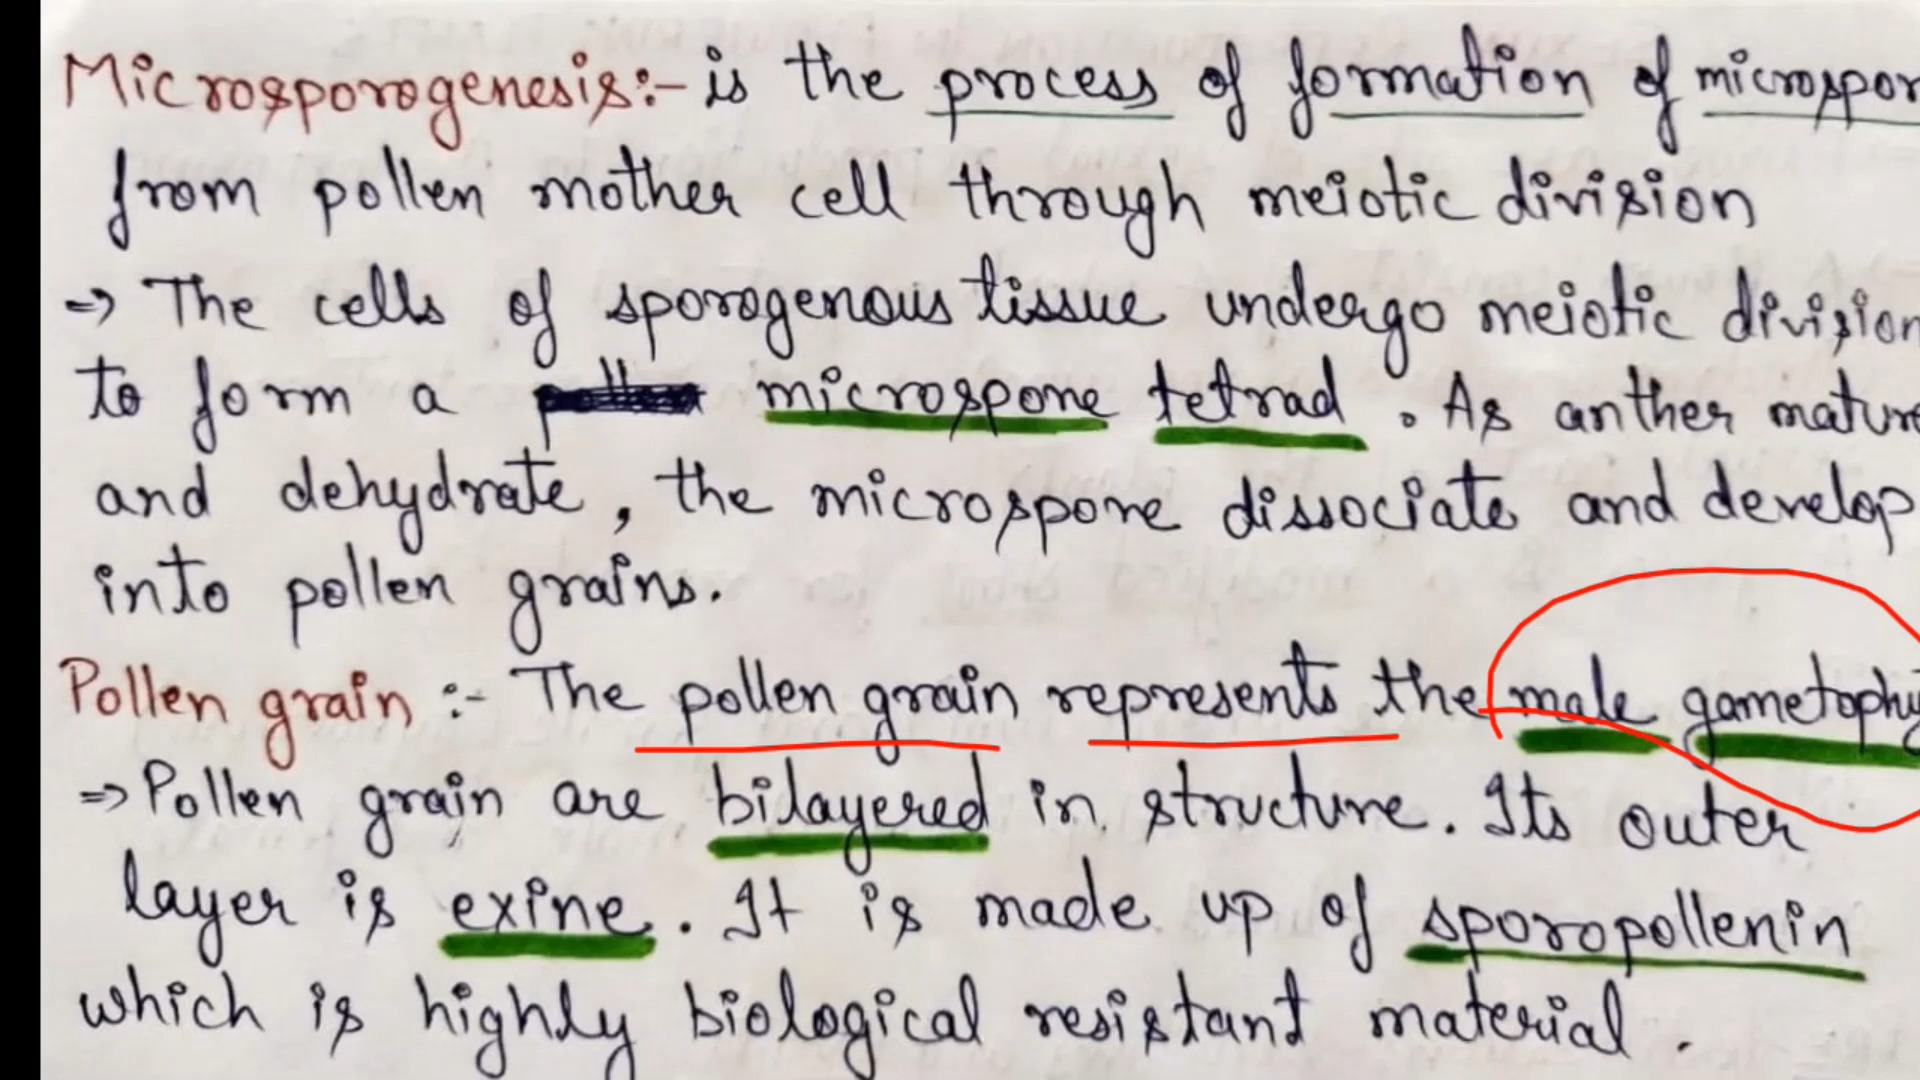 Microsporogenesis:- is the process of formation of microspor
from pollen mother cell through meiotic division
=> The cells of sporogenous tissue undergo meiotic division
to form a microspore tetrad. As anther mature
and dehydrate, the microspore dissociate and develop
into pollen grains.
Pollen grain :- The pollen grain represents the male gametophy
=> Pollen grain are bilayered in structure. Its outer
layer is exine. It is made up of sporopollenin
which is highly biological resistant material.